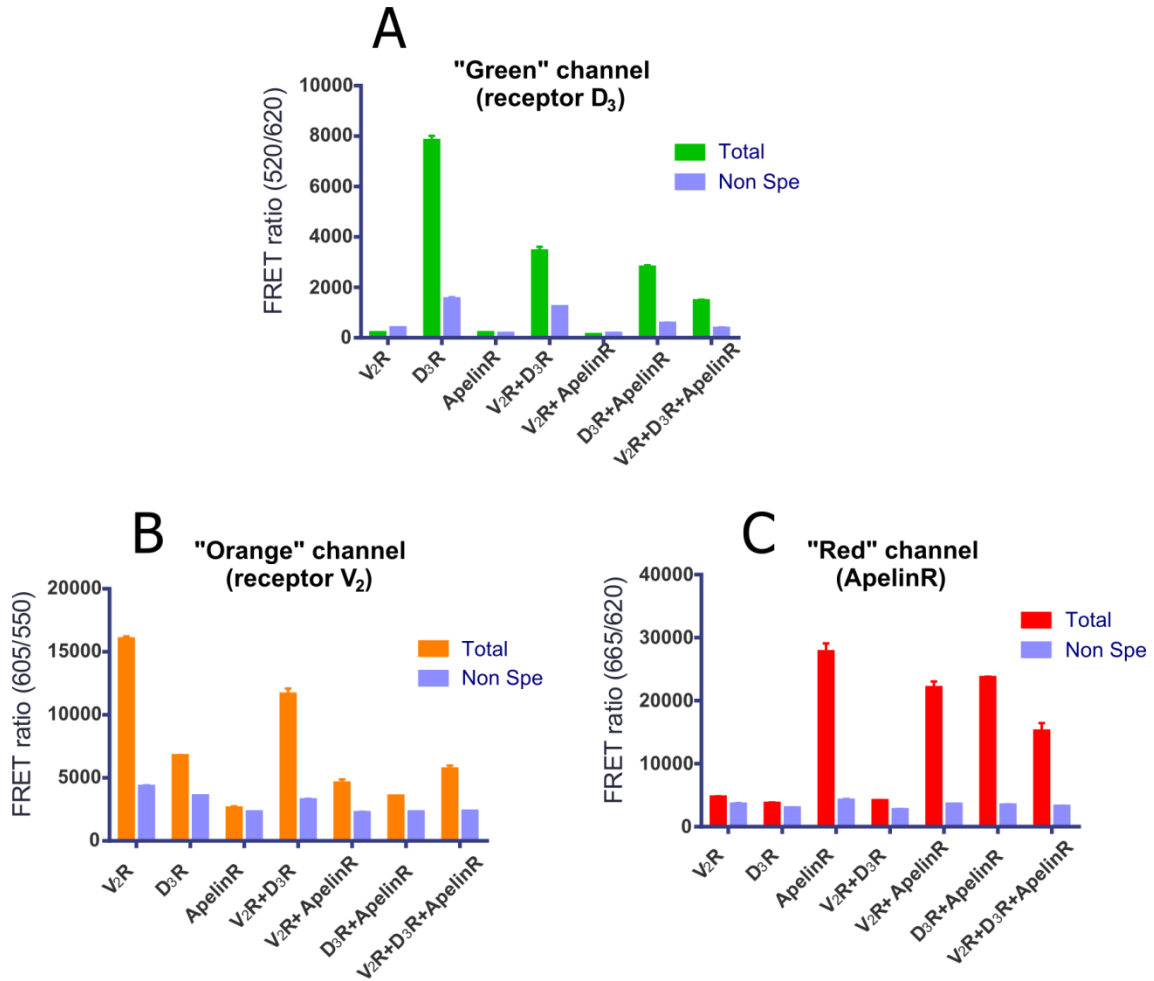 A
"Green" channel
(receptor D₃)
FRET ratio (520/620)
10000
8000
6000
4000
2000
0
Total
Non Spe
V₂R
D₃R
ApelinR
V₂R+D₃R
V₂R+ ApelinR
D₃R+ApelinR
V₂R+D₃R+ApelinR
B
"Orange" channel
(receptor V₂)
FRET ratio (605/550)
20000
15000
10000
5000
0
Total
Non Spe
V₂R
D₃R
ApelinR
V₂R+D₃R
V₂R+ ApelinR
D₃R+ApelinR
V₂R+D₃R+ApelinR
C
"Red" channel
(ApelinR)
FRET ratio (665/620)
40000
30000
20000
10000
0
Total
Non Spe
V₂R
D₃R
ApelinR
V₂R+D₃R
V₂R+ ApelinR
D₃R+ApelinR
V₂R+D₃R+ApelinR